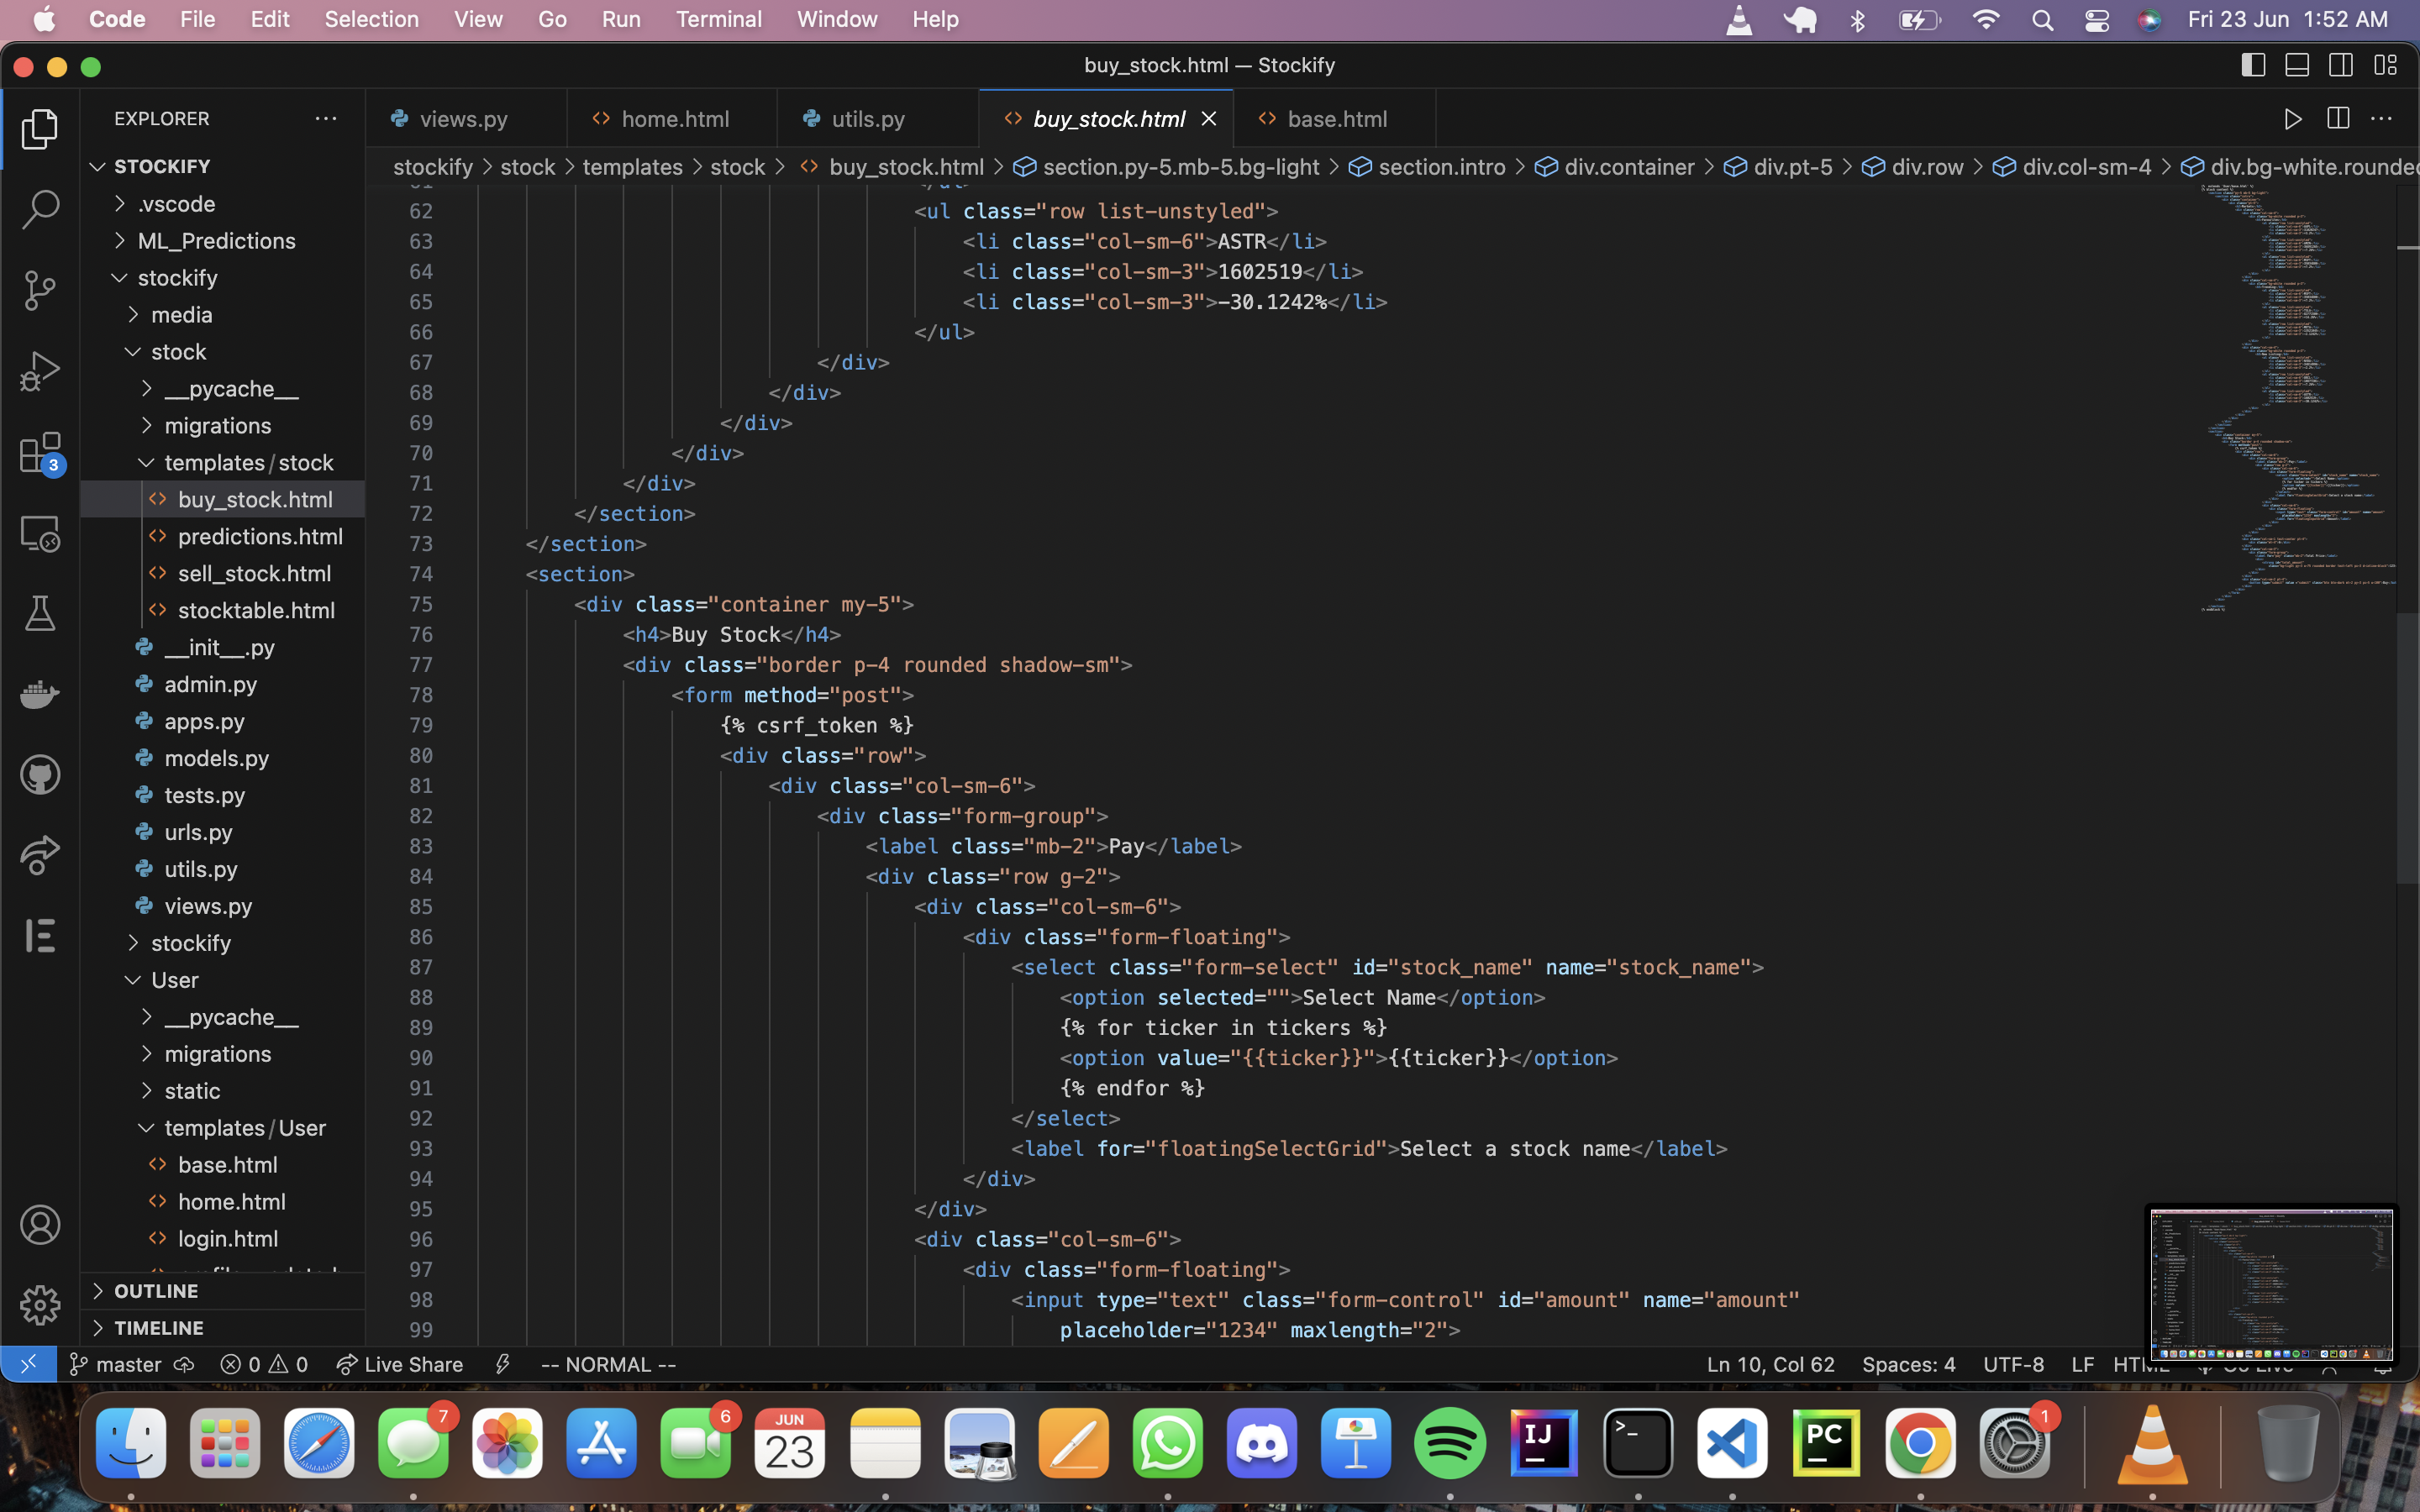 Code File Edit Selection View Go Run Terminal Window Help Fri 23 Jun 1:52 AM
buy_stock.html — Stockify
EXPLORER
views.py home.html utils.py buy_stock.html base.html
stockify > stock > templates > stock > buy_stock.html > section.py-5.mb-5.bg-light > section.intro > div.container > div.pt-5 > div.row > div.col-sm-4 > div.bg-white.rounded
STOCKIFY
.vscode
ML_Predictions
stockify
media
stock
__pycache__
migrations
templates/stock
buy_stock.html
predictions.html
sell_stock.html
stocktable.html
__init__.py
admin.py
apps.py
models.py
tests.py
urls.py
utils.py
views.py
stockify
User
__pycache__
migrations
static
templates/User
base.html
home.html
login.html
OUTLINE
TIMELINE
3
61 </ul>
62 <ul class="row list-unstyled">
63 <li class="col-sm-6">ASTR</li>
64 <li class="col-sm-3">1602519</li>
65 <li class="col-sm-3">-30.1242%</li>
66 </ul>
67 </div>
68 </div>
69 </div>
70 </div>
71 </div>
72 </section>
73 </section>
74 <section>
75 <div class="container my-5">
76 <h4>Buy Stock</h4>
77 <div class="border p-4 rounded shadow-sm">
78 <form method="post">
79 {% csrf_token %}
80 <div class="row">
81 <div class="col-sm-6">
82 <div class="form-group">
83 <label class="mb-2">Pay</label>
84 <div class="row g-2">
85 <div class="col-sm-6">
86 <div class="form-floating">
87 <select class="form-select" id="stock_name" name="stock_name">
88 <option selected="">Select Name</option>
89 {% for ticker in tickers %}
90 <option value="{{ticker}}">{{ticker}}</option>
91 {% endfor %}
92 </select>
93 <label for="floatingSelectGrid">Select a stock name</label>
94 </div>
95 </div>
96 <div class="col-sm-6">
97 <div class="form-floating">
98 <input type="text" class="form-control" id="amount" name="amount"
99 placeholder="1234" maxlength="2">
master 0 0 Live Share -- NORMAL -- Ln 10, Col 62 Spaces: 4 UTF-8 LF HTML
7 6 JUN 23 IJ >_ PC 1